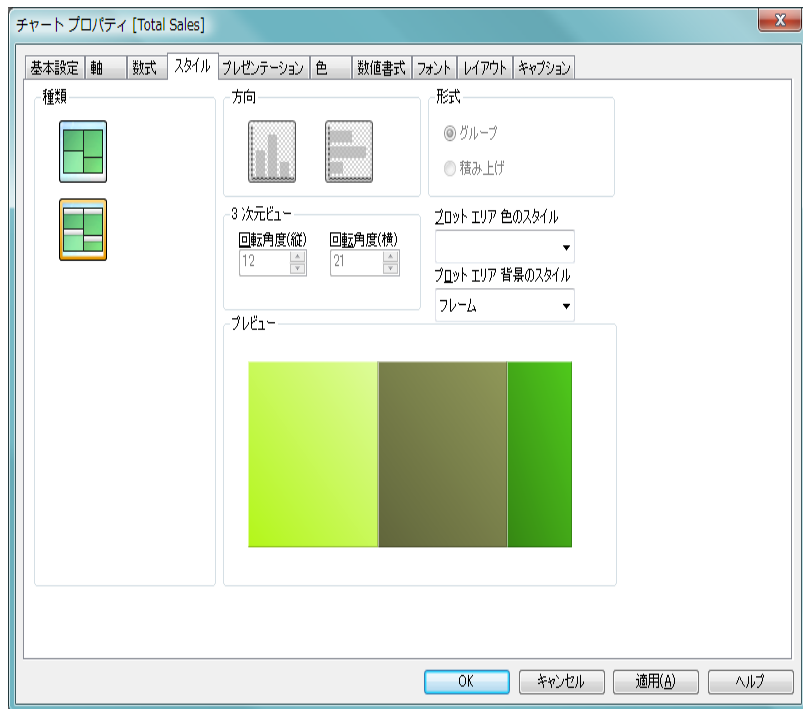 チャート プロパティ [Total Sales]
基本設定 軸 数式 スタイル プレゼンテーション 色 数値書式 フォント レイアウト キャプション
種類
方向
形式
グループ
積み上げ
3 次元ビュー
回転角度(縦) 回転角度(横)
12 21
プロット エリア 色のスタイル
プロット エリア 背景のスタイル
フレーム
プレビュー
OK キャンセル 適用(A) ヘルプ